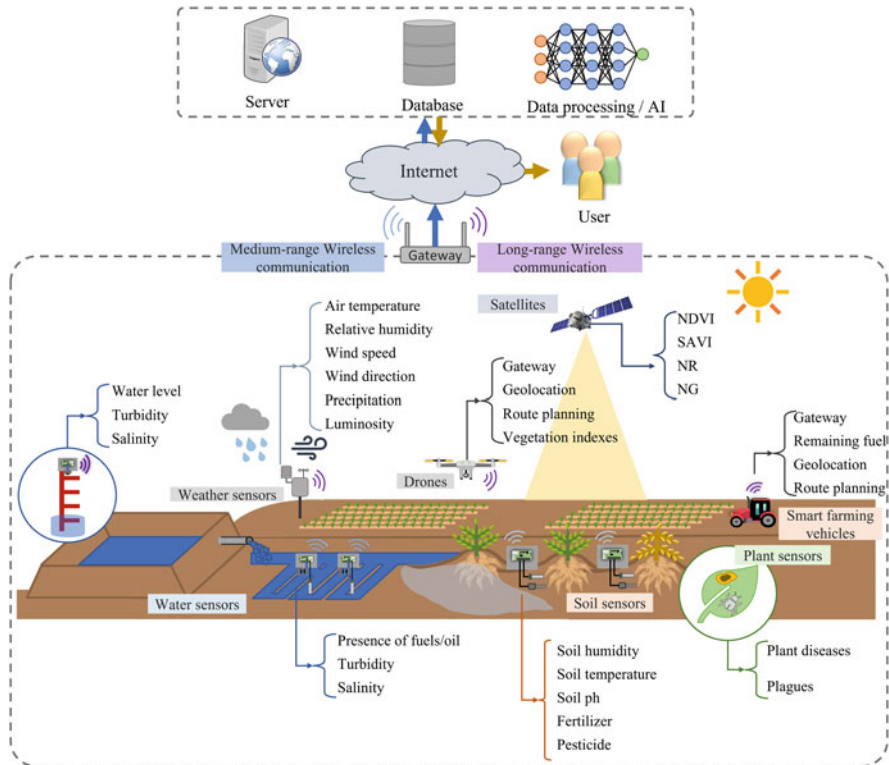 Server
Database
Data processing / AI
Internet
User
Medium-range Wireless
communication
Gateway
Long-range Wireless
communication
Air temperature
Relative humidity
Wind speed
Wind direction
Precipitation
Luminosity
Satellites
NDVI
SAVI
NR
NG
Water level
Turbidity
Salinity
Gateway
Geolocation
Route planning
Vegetation indexes
Gateway
Remaining fuel
Geolocation
Route planning
Weather sensors
Drones
Smart farming
vehicles
Plant sensors
Water sensors
Soil sensors
Presence of fuels/oil
Turbidity
Salinity
Soil humidity
Soil temperature
Soil ph
Fertilizer
Pesticide
Plant diseases
Plagues